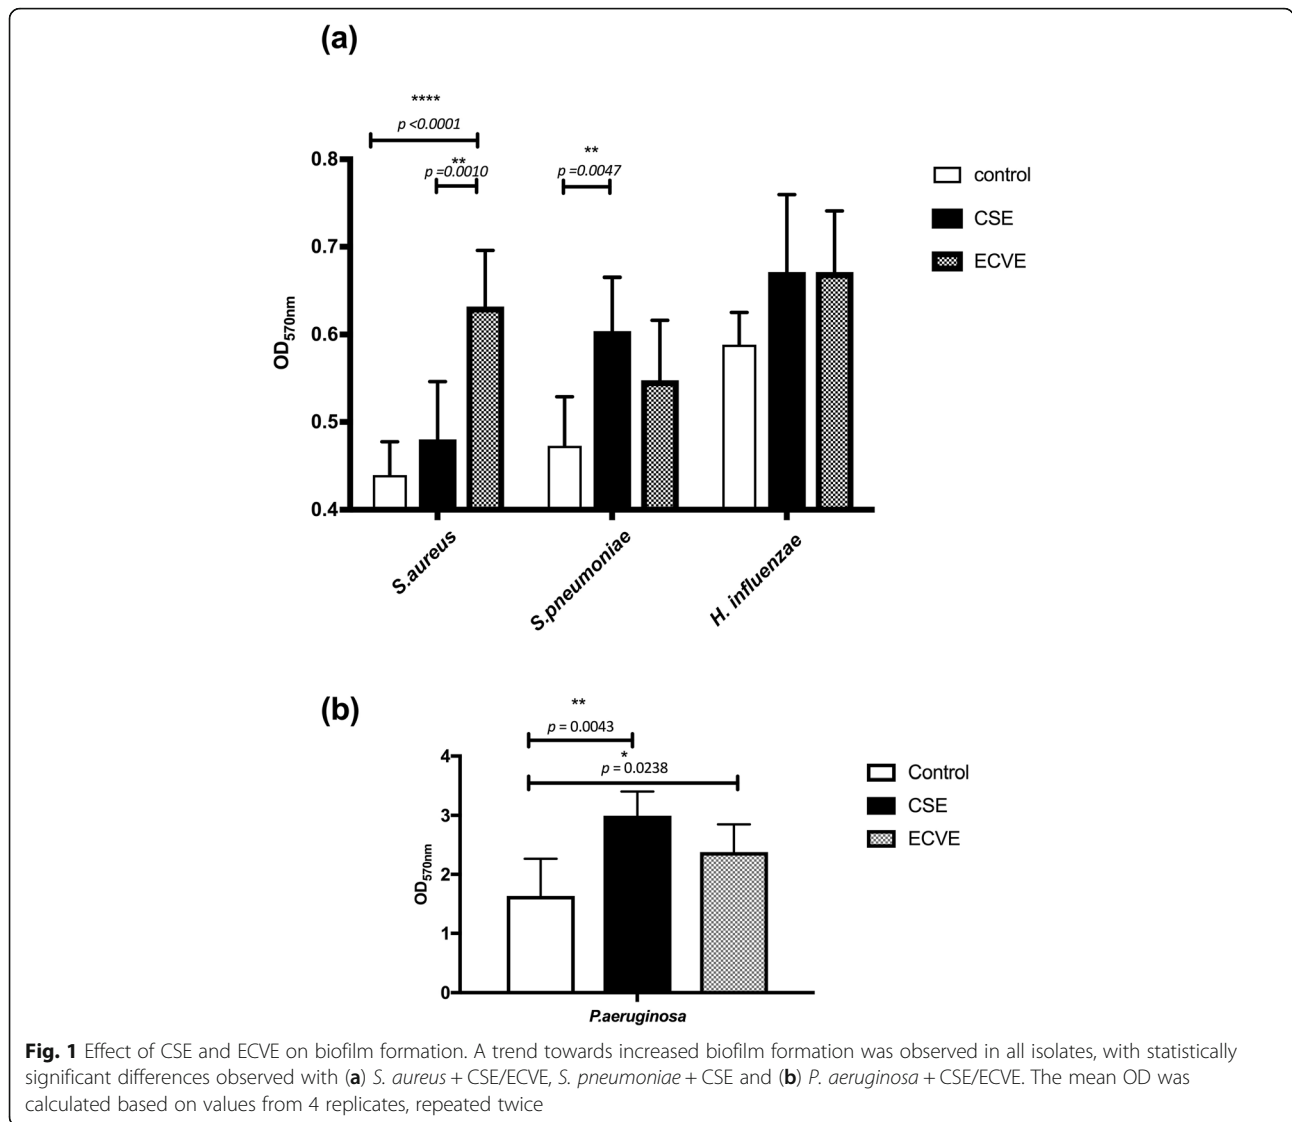 (a)
****
p <0.0001
**
p =0.0010
**
p =0.0047
0.8
0.7
0.6
0.5
0.4
OD570nm
control
CSE
ECVE
S.aureus
S.pneumoniae
H. influenzae
(b)
**
p = 0.0043
*
p = 0.0238
4
3
2
1
0
OD570nm
Control
CSE
ECVE
P.aeruginosa
Fig. 1 Effect of CSE and ECVE on biofilm formation. A trend towards increased biofilm formation was observed in all isolates, with statistically
significant differences observed with (a) S. aureus + CSE/ECVE, S. pneumoniae + CSE and (b) P. aeruginosa + CSE/ECVE. The mean OD was
calculated based on values from 4 replicates, repeated twice